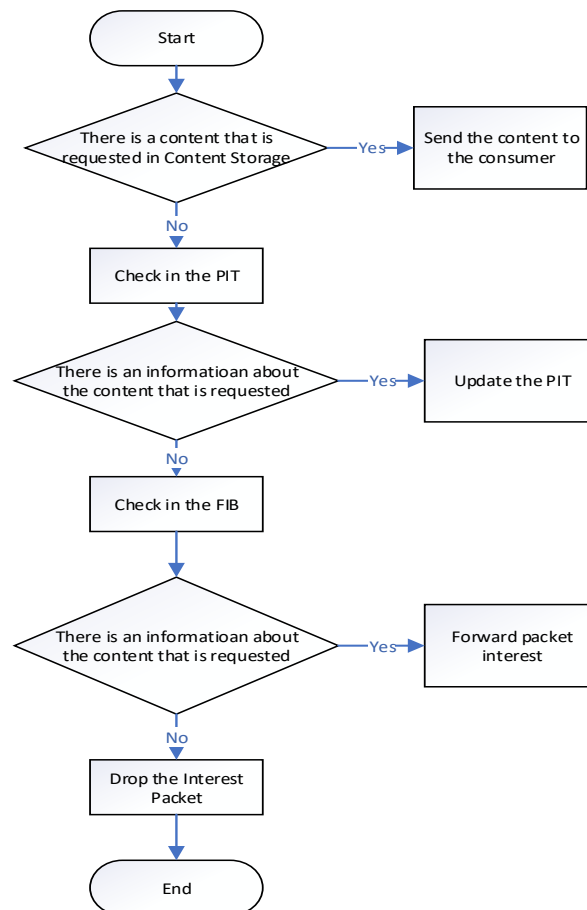 Start
There is a content that is
requested in Content Storage
Yes
Send the content to
the consumer
No
Check in the PIT
There is an informatioan about
the content that is requested
Yes
Update the PIT
No
Check in the FIB
There is an informatioan about
the content that is requested
Yes
Forward packet
interest
No
Drop the Interest
Packet
End